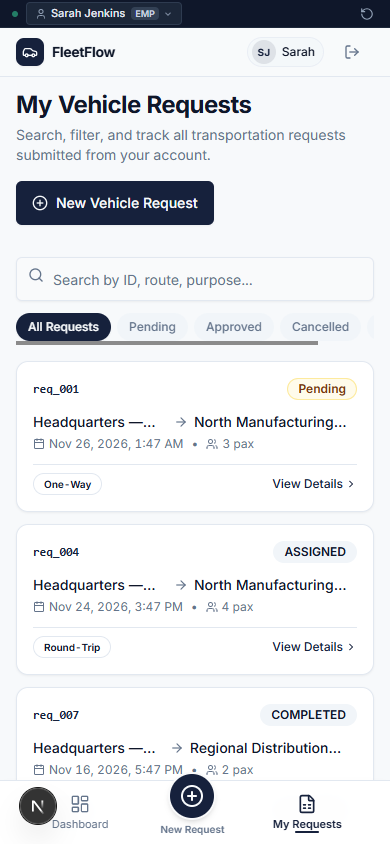 Sarah Jenkins EMP
FleetFlow
SJ Sarah
My Vehicle Requests
Search, filter, and track all transportation requests
submitted from your account.
New Vehicle Request
Search by ID, route, purpose...
All Requests Pending Approved Cancelled
req_001 Pending
Headquarters —... → North Manufacturing...
Nov 26, 2026, 1:47 AM • 3 pax
One-Way View Details
req_004 ASSIGNED
Headquarters —... → North Manufacturing...
Nov 24, 2026, 3:47 PM • 4 pax
Round-Trip View Details
req_007 COMPLETED
Headquarters —... → Regional Distribution...
Nov 16, 2026, 5:47 PM • 2 pax
N Dashboard
New Request
My Requests